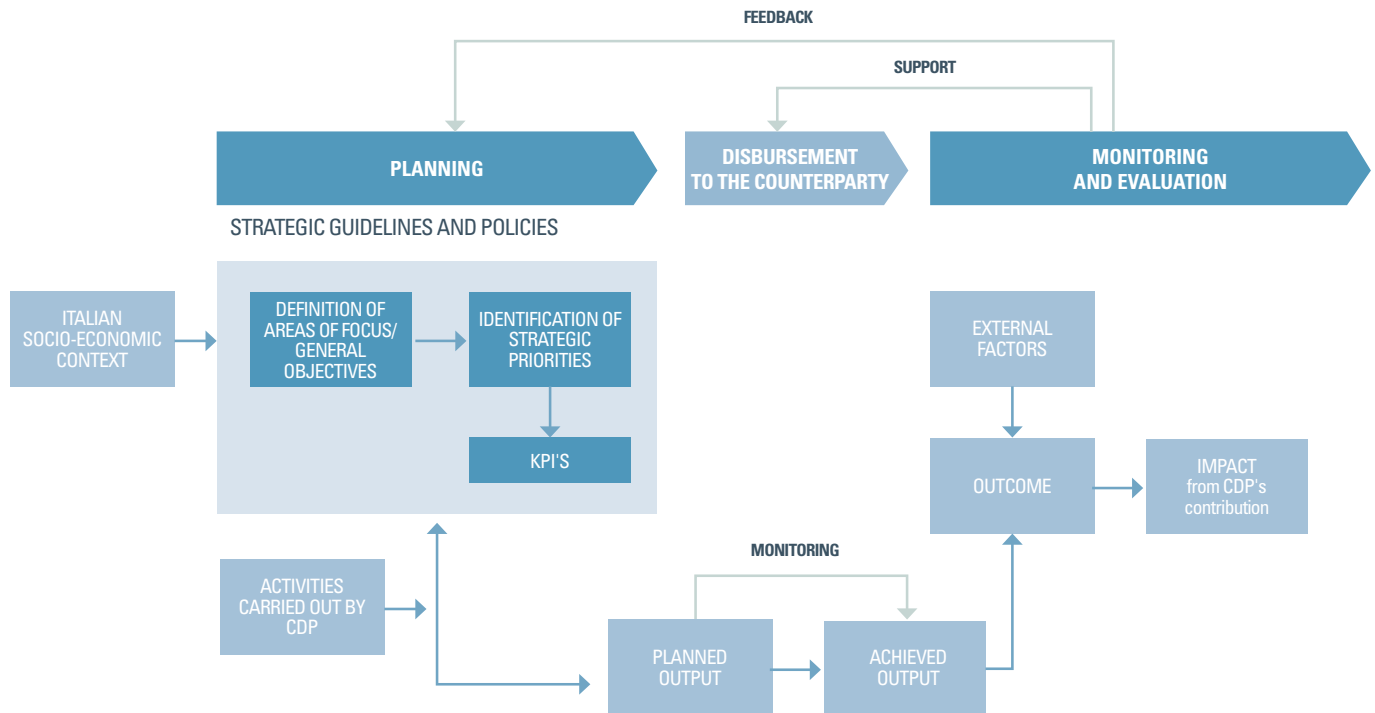 FEEDBACK
SUPPORT
PLANNING
DISBURSEMENT
TO THE COUNTERPARTY
MONITORING
AND EVALUATION
STRATEGIC GUIDELINES AND POLICIES
ITALIAN
SOCIO-ECONOMIC
CONTEXT
DEFINITION OF
AREAS OF FOCUS/
GENERAL
OBJECTIVES
IDENTIFICATION OF
STRATEGIC
PRIORITIES
KPI'S
EXTERNAL
FACTORS
OUTCOME
IMPACT
from CDP's
contribution
MONITORING
ACTIVITIES
CARRIED OUT BY
CDP
PLANNED
OUTPUT
ACHIEVED
OUTPUT